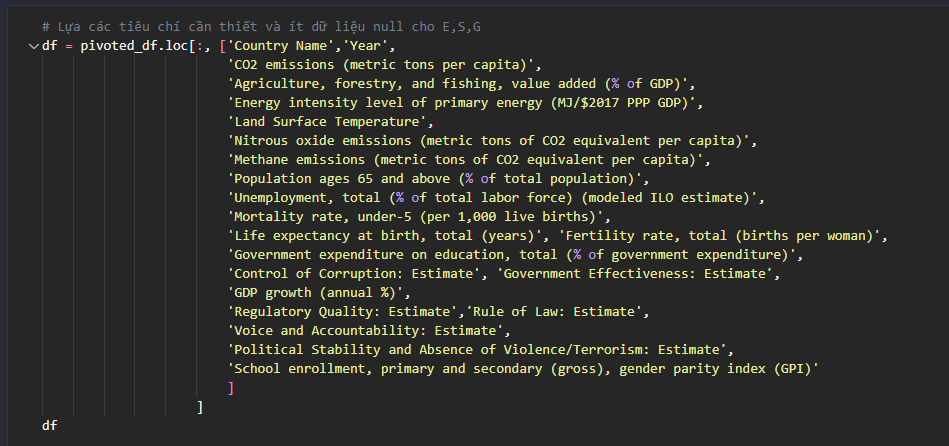 # Lựa các tiêu chí cần thiết và ít dữ liệu null cho E,S,G
df = pivoted_df.loc[:, ['Country Name','Year',
'CO2 emissions (metric tons per capita)',
'Agriculture, forestry, and fishing, value added (% of GDP)',
'Energy intensity level of primary energy (MJ/$2017 PPP GDP)',
'Land Surface Temperature',
'Nitrous oxide emissions (metric tons of CO2 equivalent per capita)',
'Methane emissions (metric tons of CO2 equivalent per capita)',
'Population ages 65 and above (% of total population)',
'Unemployment, total (% of total labor force) (modeled ILO estimate)',
'Mortality rate, under-5 (per 1,000 live births)',
'Life expectancy at birth, total (years)', 'Fertility rate, total (births per woman)',
'Government expenditure on education, total (% of government expenditure)',
'Control of Corruption: Estimate', 'Government Effectiveness: Estimate',
'GDP growth (annual %)',
'Regulatory Quality: Estimate','Rule of Law: Estimate',
'Voice and Accountability: Estimate',
'Political Stability and Absence of Violence/Terrorism: Estimate',
'School enrollment, primary and secondary (gross), gender parity index (GPI)'
]
]
df